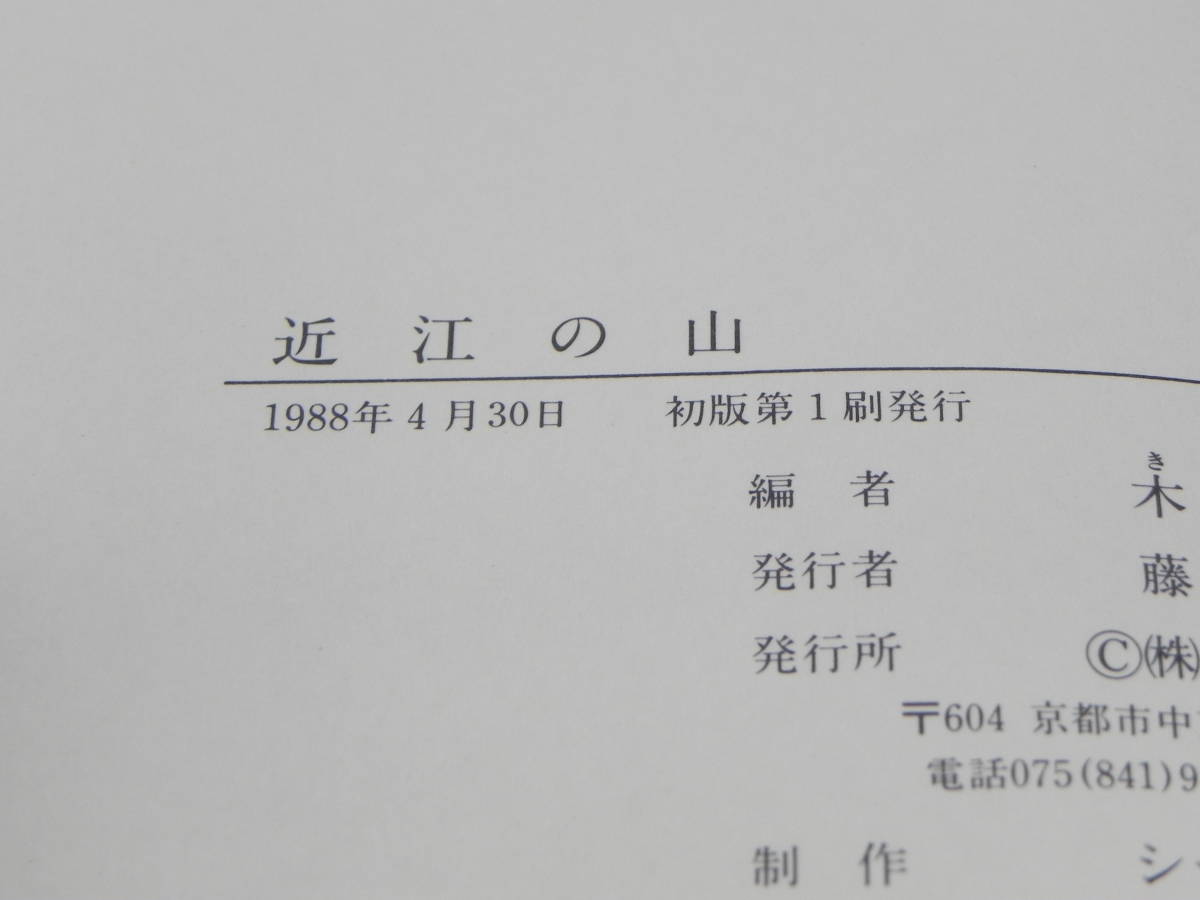 近江の山
1988年4月30日 初版第1刷発行
編者 木
き
発行者 藤
発行所 Ⓒ(株)
〒604 京都市中
電話075(841)9
制作 シ